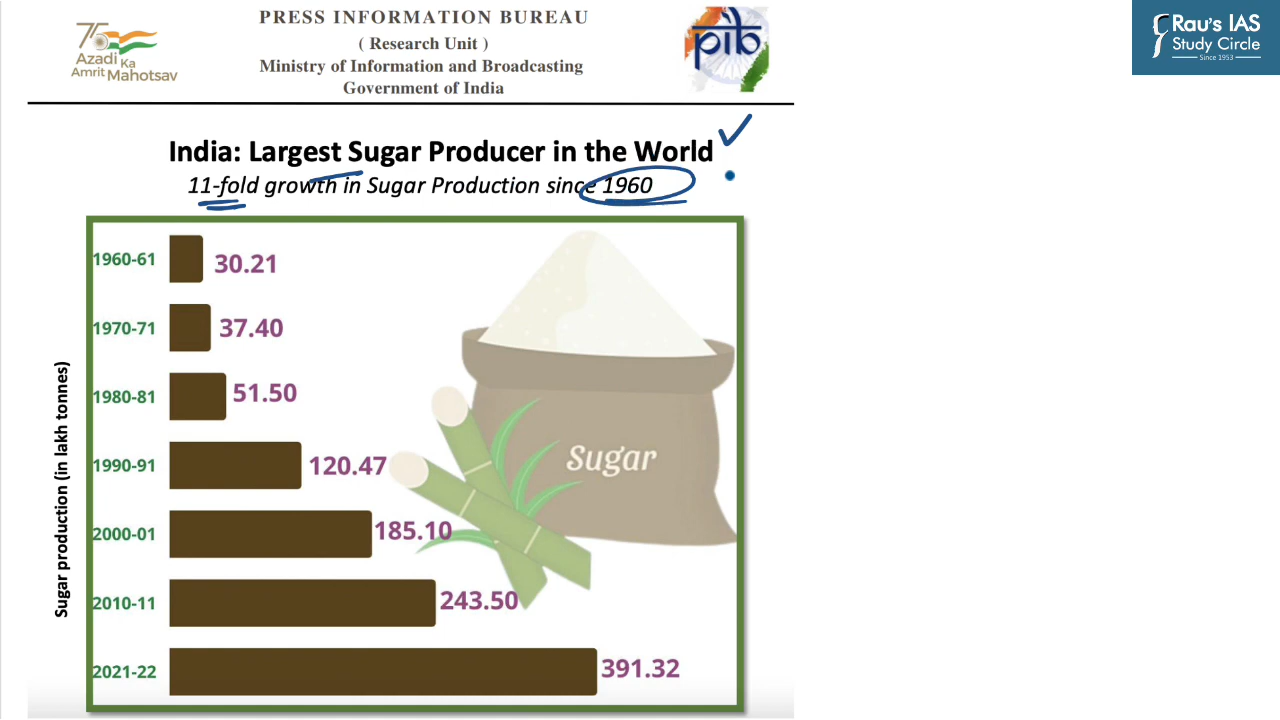 PRESS INFORMATION BUREAU
( Research Unit )
Ministry of Information and Broadcasting
Government of India
75
Azadi Ka
Amrit Mahotsav
pib
Rau's IAS
Study Circle
Since 1953
India: Largest Sugar Producer in the World
11-fold growth in Sugar Production since 1960
Sugar production (in lakh tonnes)
1960-61 30.21
1970-71 37.40
1980-81 51.50
1990-91 120.47
Sugar
2000-01 185.10
2010-11 243.50
2021-22 391.32